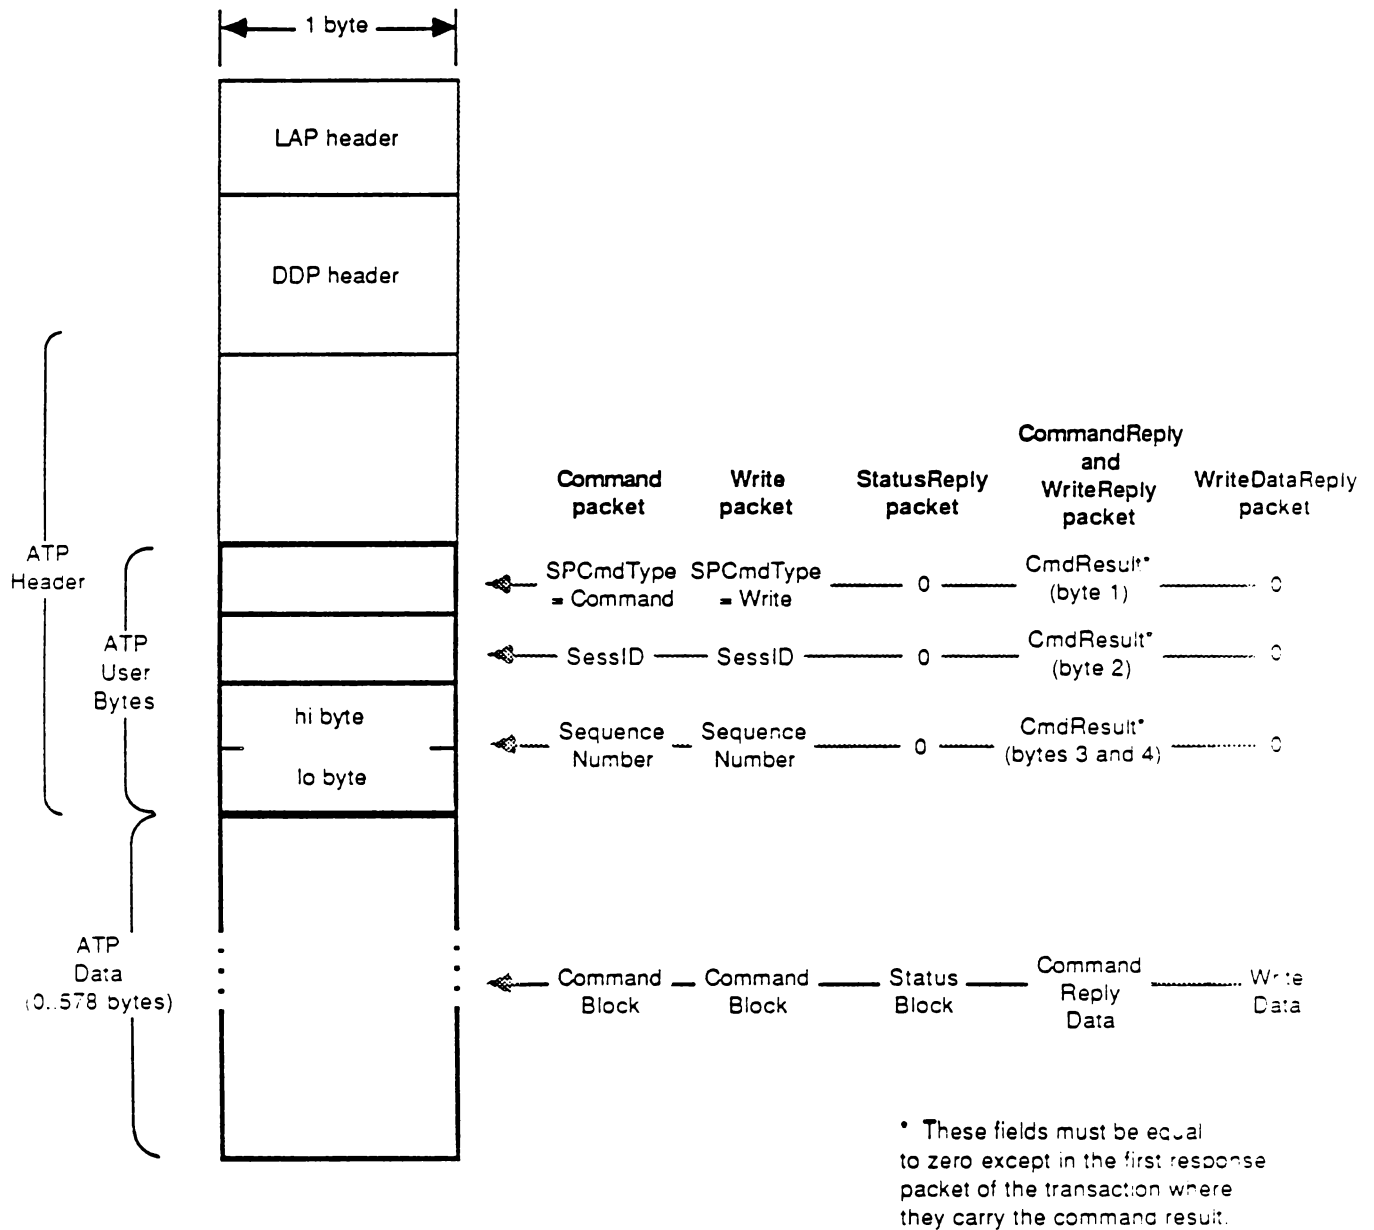 1 byte
LAP header
DDP header
ATP
Header
ATP
User
Bytes
hi byte
lo byte
ATP
Data
(0..578 bytes)
Command
packet
Write
packet
StatusReply
packet
CommandReply
and
WriteReply
packet
WriteDataReply
packet
SPCmdType
= Command
SPCmdType
= Write
0
CmdResult*
(byte 1)
0
SessID
SessID
0
CmdResult*
(byte 2)
0
Sequence
Number
Sequence
Number
0
CmdResult*
(bytes 3 and 4)
0
Command
Block
Command
Block
Status
Block
Command
Reply
Data
Write
Data
* These fields must be equal
to zero except in the first response
packet of the transaction where
they carry the command result.